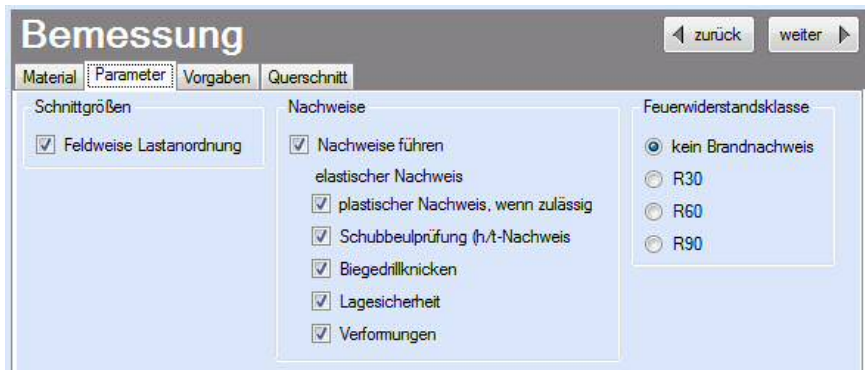 Bemessung
zurück
weiter
Material
Parameter
Vorgaben
Querschnitt
Schnittgrößen
Feldweise Lastanordnung
Nachweise
Nachweise führen
elastischer Nachweis
plastischer Nachweis, wenn zulässig
Schubbeulprüfung (h/t-Nachweis
Biegedrillknicken
Lagesicherheit
Verformungen
Feuerwiderstandsklasse
kein Brandnachweis
R30
R60
R90